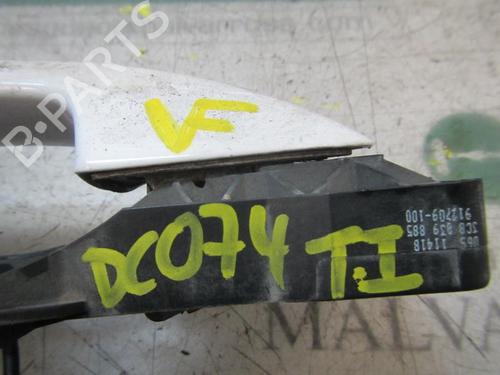 B-PARTS
VF
DC074 TI
065 11418
3C8 839 885
912709-100
MALVA